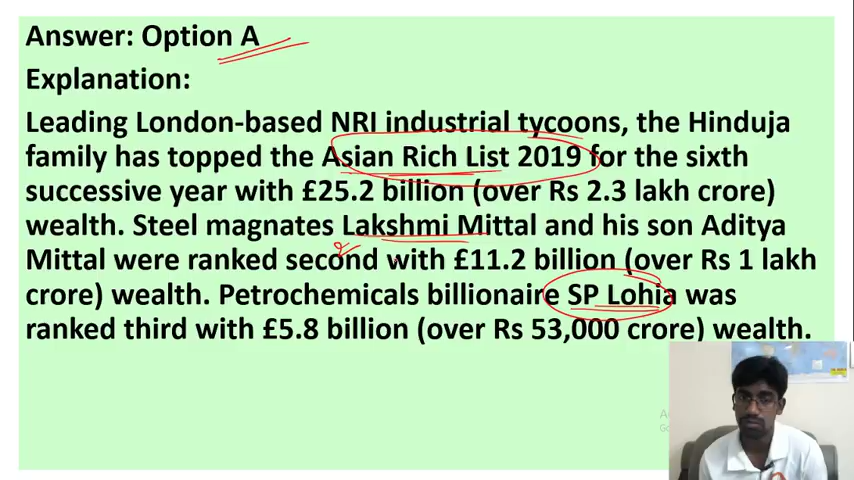 Answer: Option A
Explanation:
Leading London-based NRI industrial tycoons, the Hinduja
family has topped the Asian Rich List 2019 for the sixth
successive year with £25.2 billion (over Rs 2.3 lakh crore)
wealth. Steel magnates Lakshmi Mittal and his son Aditya
Mittal were ranked second with £11.2 billion (over Rs 1 lakh
crore) wealth. Petrochemicals billionaire SP Lohia was
ranked third with £5.8 billion (over Rs 53,000 crore) wealth.